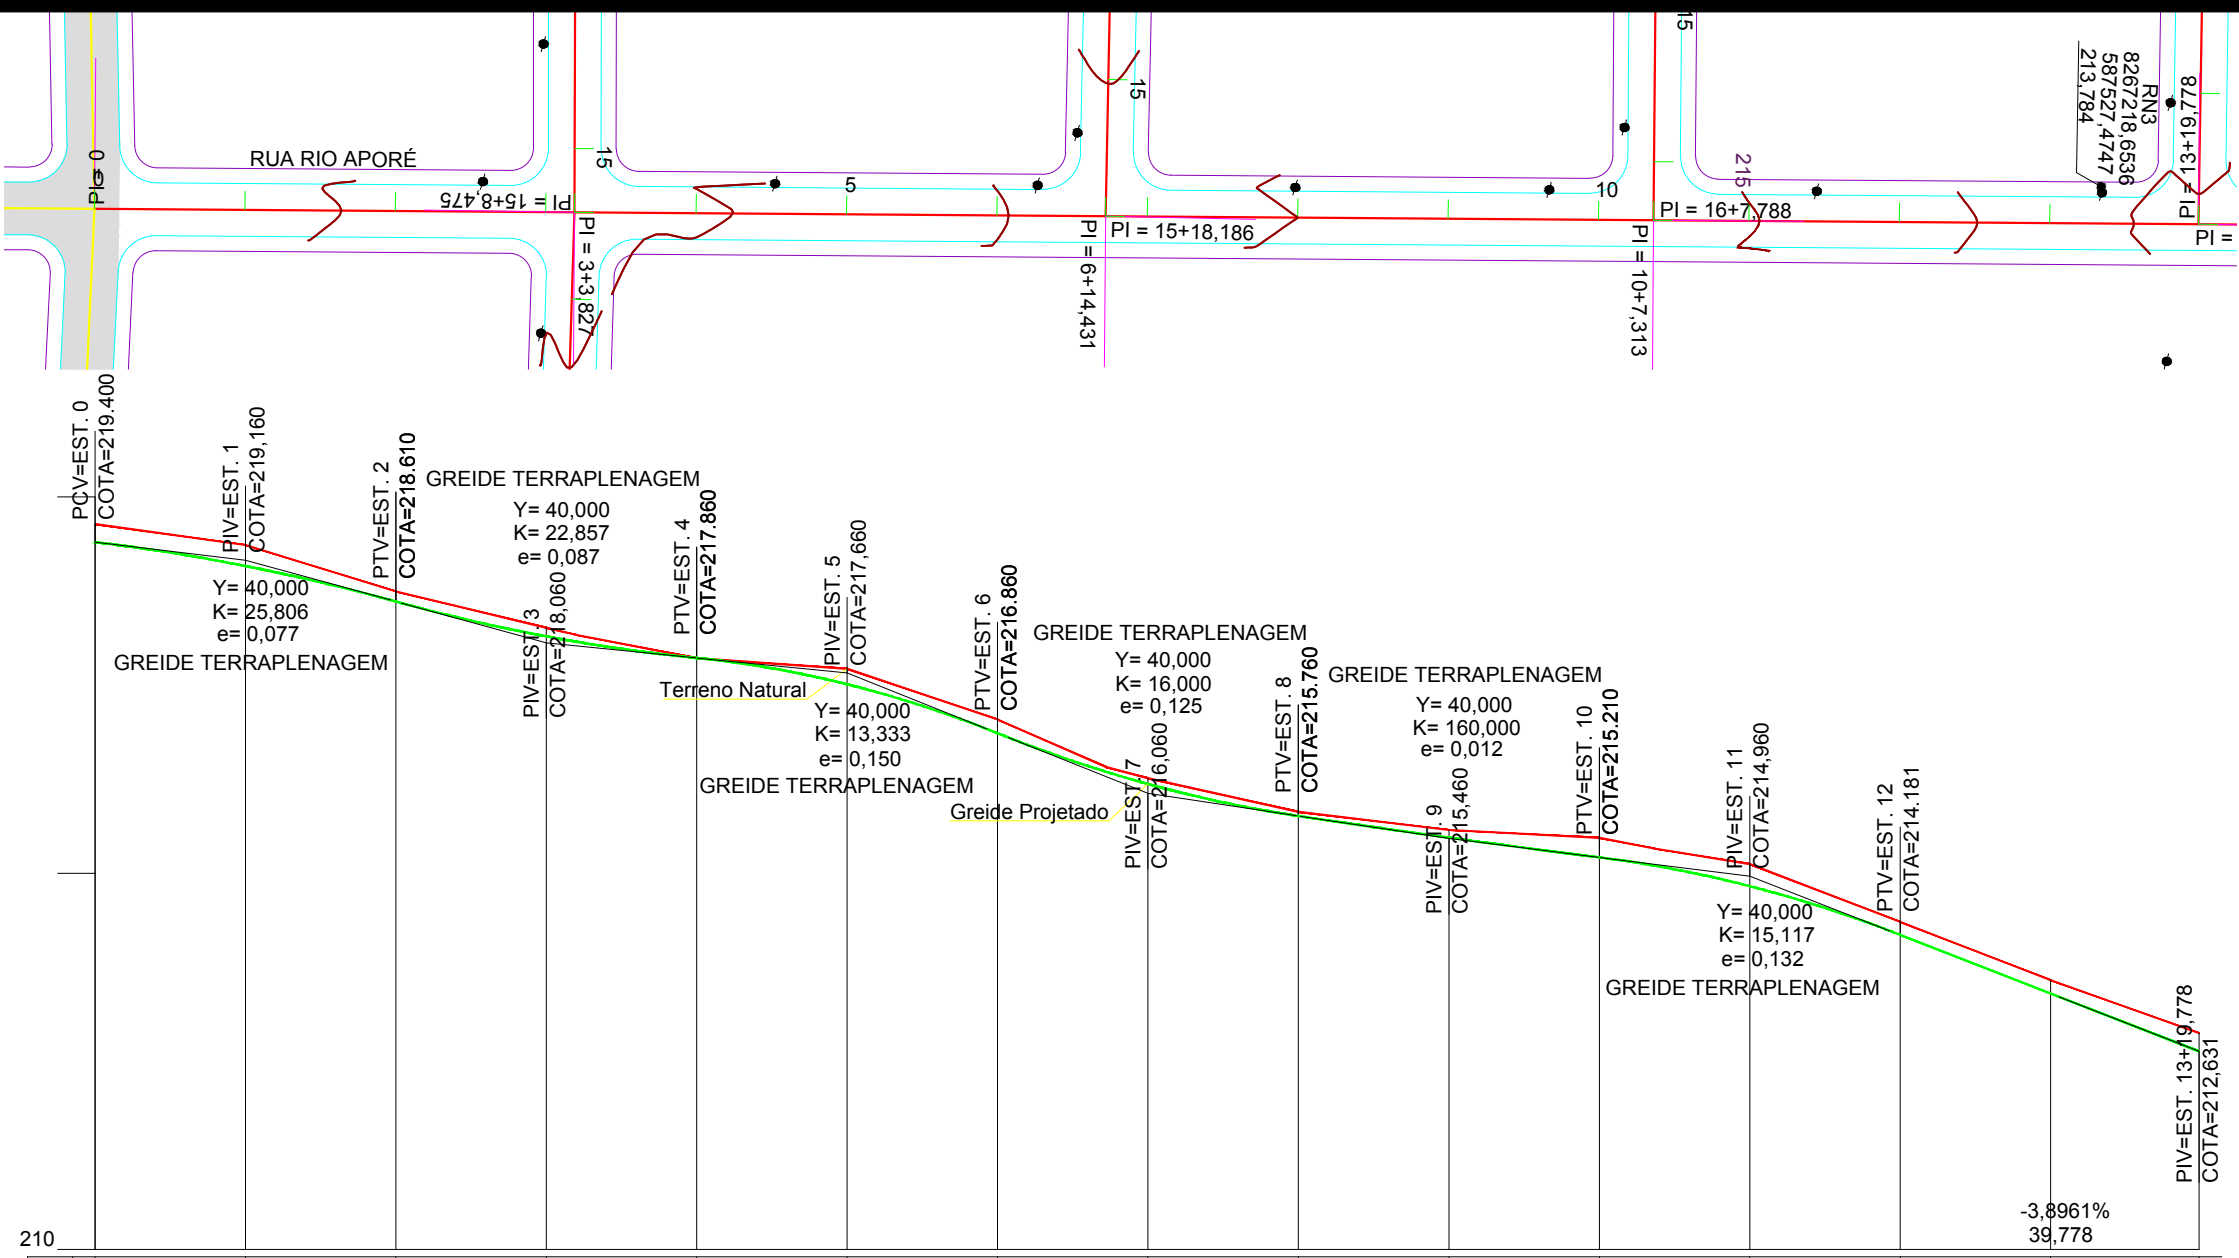 PI = 0
RUA RIO APORÉ
PI = 15+8,475
15
PI = 3+3,827
5
15
PI = 6+14,431
PI = 15+18,186
10
PI = 10+7,313
15
PI = 16+7,788
215
RN3
8267218,6536
587527,4747
213,784
PI = 13+19,778
PI =
PCV=EST. 0
COTA=219.400
PIV=EST. 1
COTA=219,160
Y= 40,000
K= 25,806
e= 0,077
GREIDE TERRAPLENAGEM
PTV=EST. 2
COTA=218.610
GREIDE TERRAPLENAGEM
Y= 40,000
K= 22,857
e= 0,087
PIV=EST. 3
COTA=218,060
PTV=EST. 4
COTA=217.860
Terreno Natural
PIV=EST. 5
COTA=217,660
Y= 40,000
K= 13,333
e= 0,150
GREIDE TERRAPLENAGEM
PTV=EST. 6
COTA=216.860
GREIDE TERRAPLENAGEM
Y= 40,000
K= 16,000
e= 0,125
Greide Projetado
PIV=EST. 7
COTA=216,060
PTV=EST. 8
COTA=215.760
GREIDE TERRAPLENAGEM
Y= 40,000
K= 160,000
e= 0,012
PIV=EST. 9
COTA=215,460
PTV=EST. 10
COTA=215.210
PIV=EST. 11
COTA=214,960
Y= 40,000
K= 15,117
e= 0,132
GREIDE TERRAPLENAGEM
PTV=EST. 12
COTA=214.181
PIV=EST. 13+19,778
COTA=212,631
-3,8961%
39,778
210